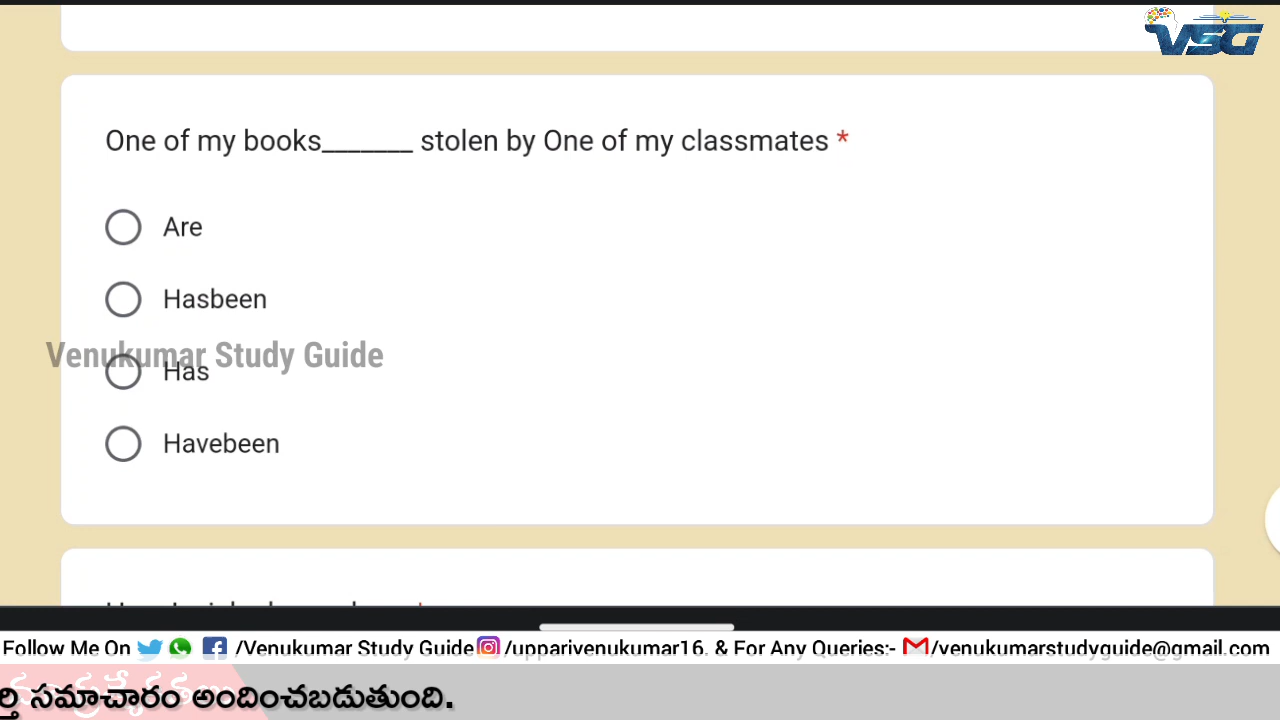 VSG
One of my books_______ stolen by One of my classmates *
Are
Hasbeen
Venukumar Study Guide
Has
Havebeen
Follow Me On /Venukumar Study Guide /upparivenukumar16. & For Any Queries:- /venukumarstudyguide@gmail.com
సమాచారం అందించబడుతుంది.